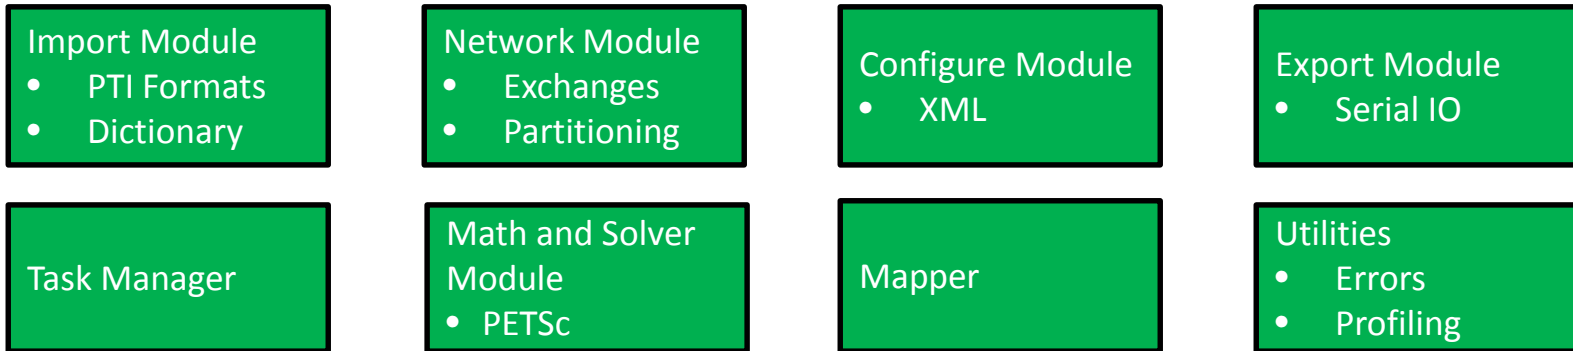 Import Module
• PTI Formats
• Dictionary
Network Module
• Exchanges
• Partitioning
Configure Module
• XML
Export Module
• Serial IO
Task Manager
Math and Solver
Module
• PETSc
Mapper
Utilities
• Errors
• Profiling